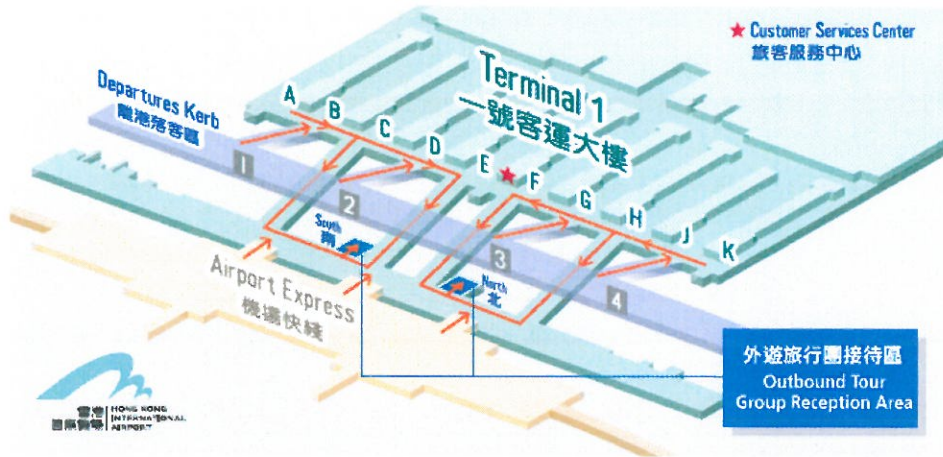 ★ Customer Services Center
旅客服務中心
Terminal 1
一號客運大樓
Departures Kerb
離港落客區
A
B
C
D
E
F
G
H
J
K
1
2
3
4
South
南
North
北
Airport Express
機場快綫
外遊旅行團接待區
Outbound Tour
Group Reception Area
香港
國際機場
HONG KONG
INTERNATIONAL
AIRPORT